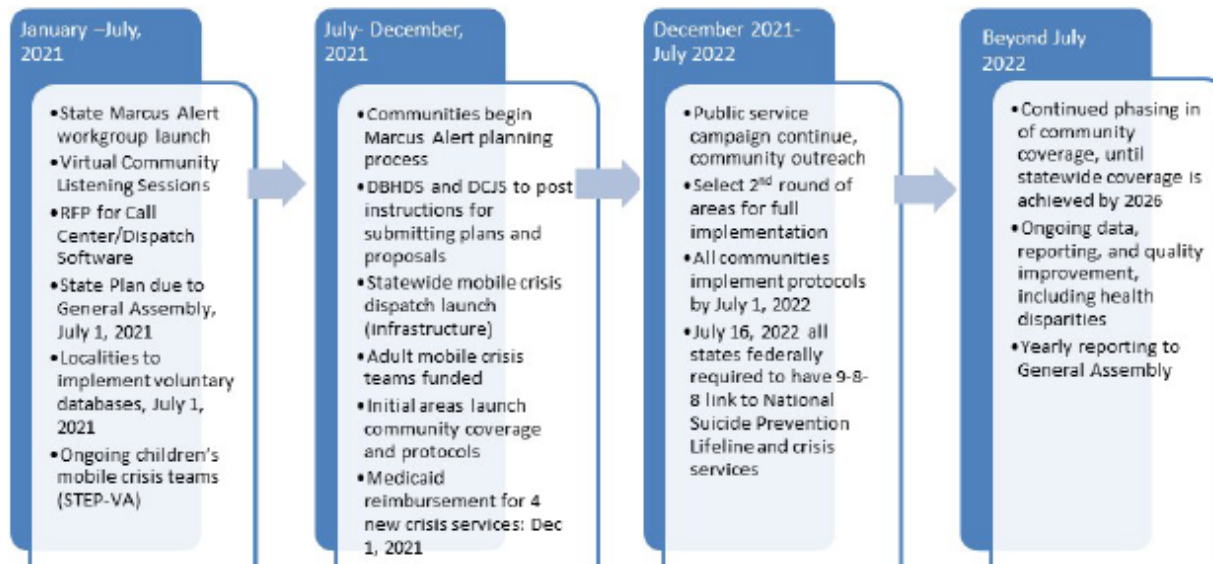 January –July,
2021
•State Marcus Alert
workgroup launch
•Virtual Community
Listening Sessions
•RFP for Call
Center/Dispatch
Software
•State Plan due to
General Assembly,
July 1, 2021
•Localities to
implement voluntary
databases, July 1,
2021
•Ongoing children's
mobile crisis teams
(STEP-VA)
July- December,
2021
•Communities begin
Marcus Alert planning
process
•DBHDS and DCJS to post
instructions for
submitting plans and
proposals
•Statewide mobile crisis
dispatch launch
(infrastructure)
•Adult mobile crisis
teams funded
•Initial areas launch
community coverage
and protocols
•Medicaid
reimbursement for 4
new crisis services: Dec
1, 2021
December 2021-
July 2022
•Public service
campaign continue,
community outreach
•Select 2nd round of
areas for full
implementation
•All communities
implement protocols
by July 1, 2022
•July 16, 2022 all
states federally
required to have 9-8-
8 link to National
Suicide Prevention
Lifeline and crisis
services
Beyond July
2022
•Continued phasing in
of community
coverage, until
statewide coverage is
achieved by 2026
•Ongoing data,
reporting, and quality
improvement,
including health
disparities
•Yearly reporting to
General Assembly